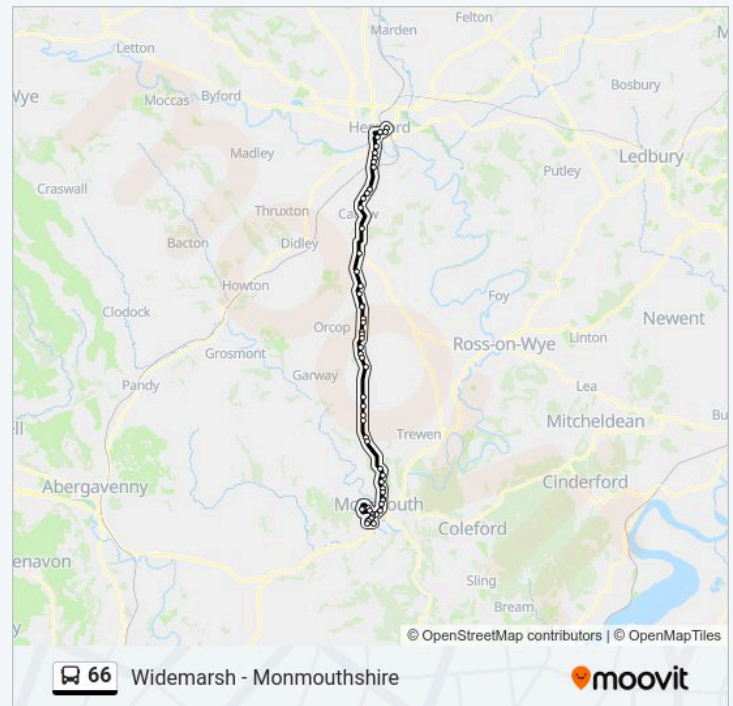 Felton
Marden
Letton
Bosbury
Wye
Moccas
Byford
Hereford
Madley
Ledbury
Putley
Craswall
Thruxton
Callow
Bacton
Didley
Howton
Foy
Clodock
Newent
Orcop
Linton
Grosmont
Ross-on-Wye
Garway
Lea
Pandy
Mitcheldean
Trewen
Abergavenny
Cinderford
Monmouth
Coleford
enavon
Sling
Bream
© OpenStreetMap contributors | © OpenMapTiles
66 Widemarsh - Monmouthshire
moovit